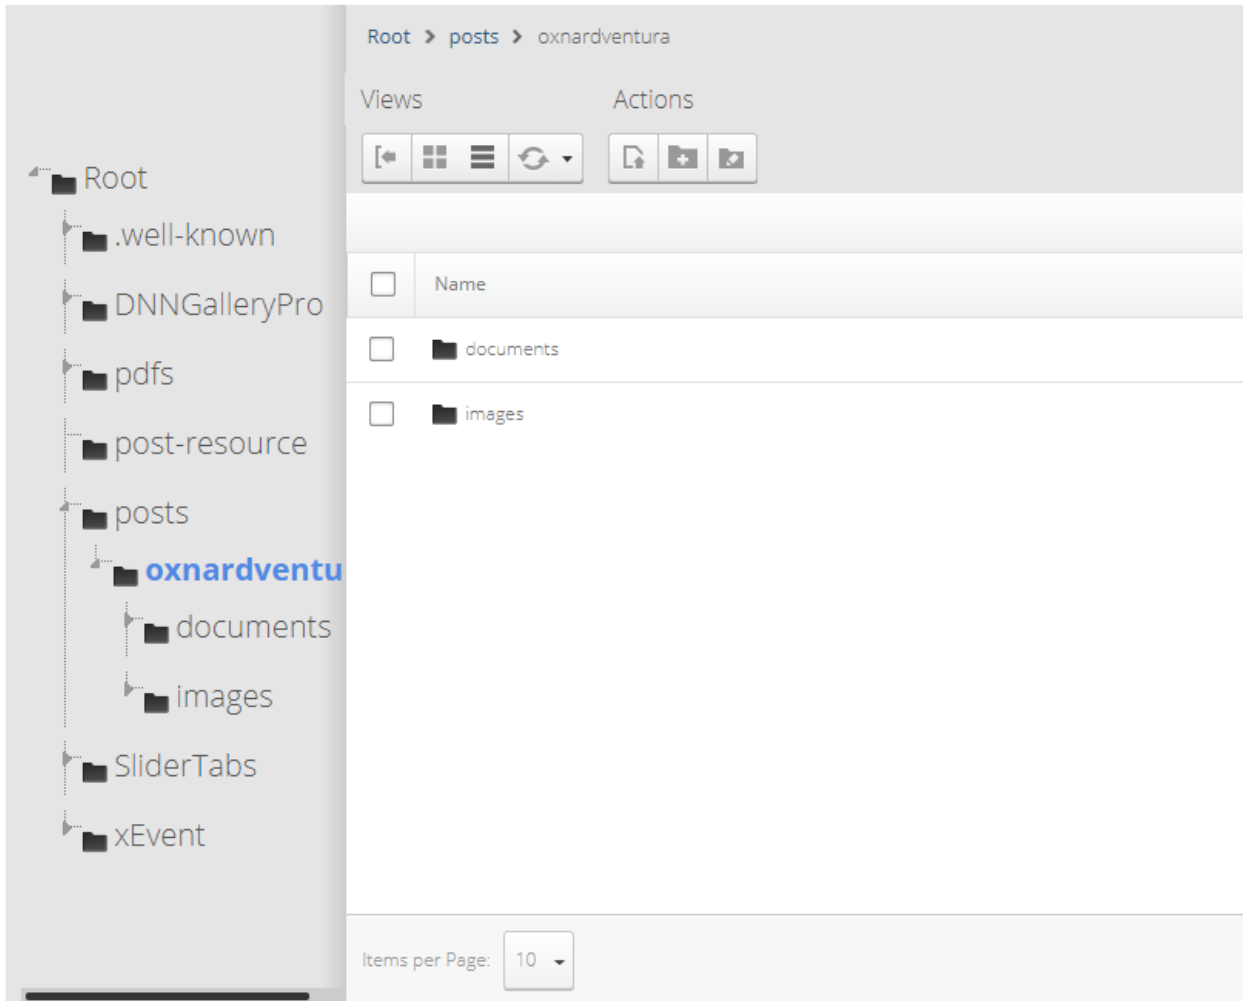 Root > posts > oxnardventura
Views
Actions
Root
.well-known
DNNGalleryPro
pdfs
post-resource
posts
oxnardventu
documents
images
SliderTabs
xEvent
Name
documents
images
Items per Page: 10